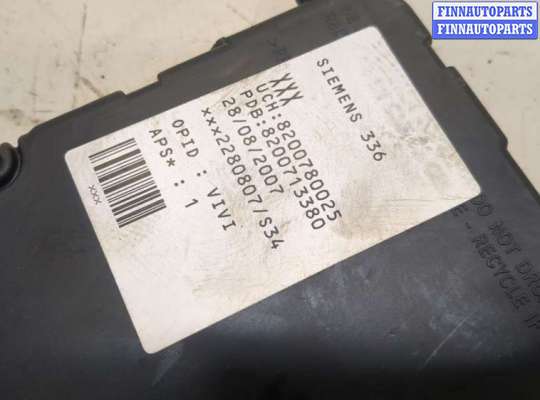 FINNAUTOPARTS
FINNAUTOPARTS
SIEMENS 336
XXX
UCH:8200780025
PDB:8200713380
28/08/2007
xxx2280807/S34
OPID : VIVI
APS* : 1
XXX
DO NOT
RECYCLE